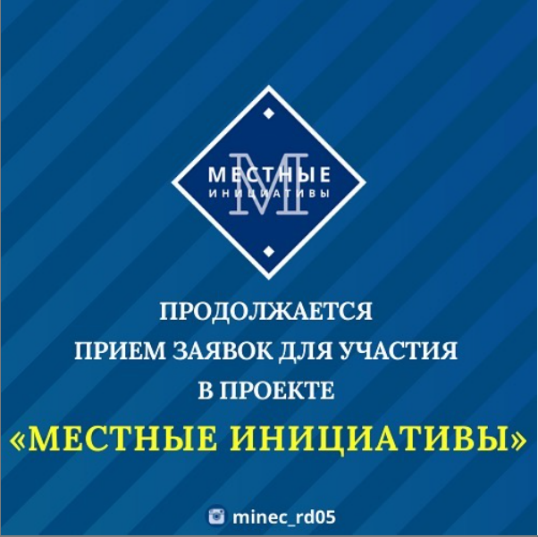 МЕСТНЫЕ
ИНИЦИАТИВЫ
М
ПРОДОЛЖАЕТСЯ
ПРИЕМ ЗАЯВОК ДЛЯ УЧАСТИЯ
В ПРОЕКТЕ
«МЕСТНЫЕ ИНИЦИАТИВЫ»
minec_rd05